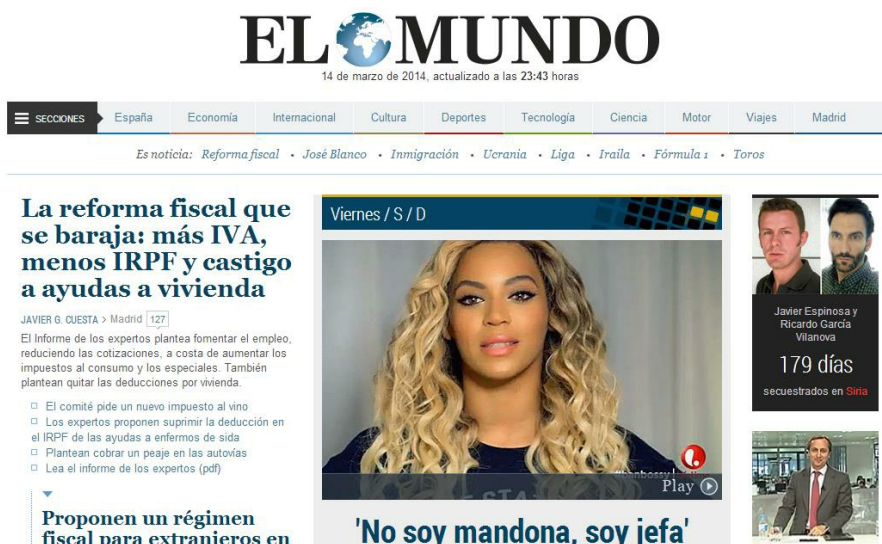 EL MUNDO
14 de marzo de 2014, actualizado a las 23:43 horas
SECCIONES España Economía Internacional Cultura Deportes Tecnología Ciencia Motor Viajes Madrid
Es noticia: Reforma fiscal • José Blanco • Inmigración • Ucrania • Liga • Iraila • Fórmula 1 • Toros
La reforma fiscal que
se baraja: más IVA,
menos IRPF y castigo
a ayudas a vivienda
JAVIER G. CUESTA > Madrid 127
El Informe de los expertos plantea fomentar el empleo,
reduciendo las cotizaciones, a costa de aumentar los
impuestos al consumo y los especiales. También
plantean quitar las deducciones por vivienda.
El comité pide un nuevo impuesto al vino
Los expertos proponen suprimir la deducción en
el IRPF de las ayudas a enfermos de sida
Plantean cobrar un peaje en las autovías
Lea el informe de los expertos (pdf)
Proponen un régimen
fiscal para extranjeros en
Viernes / S / D
#banbossy
Play
'No soy mandona, soy jefa'
Javier Espinosa y
Ricardo García
Vilanova
179 días
secuestrados en Siria